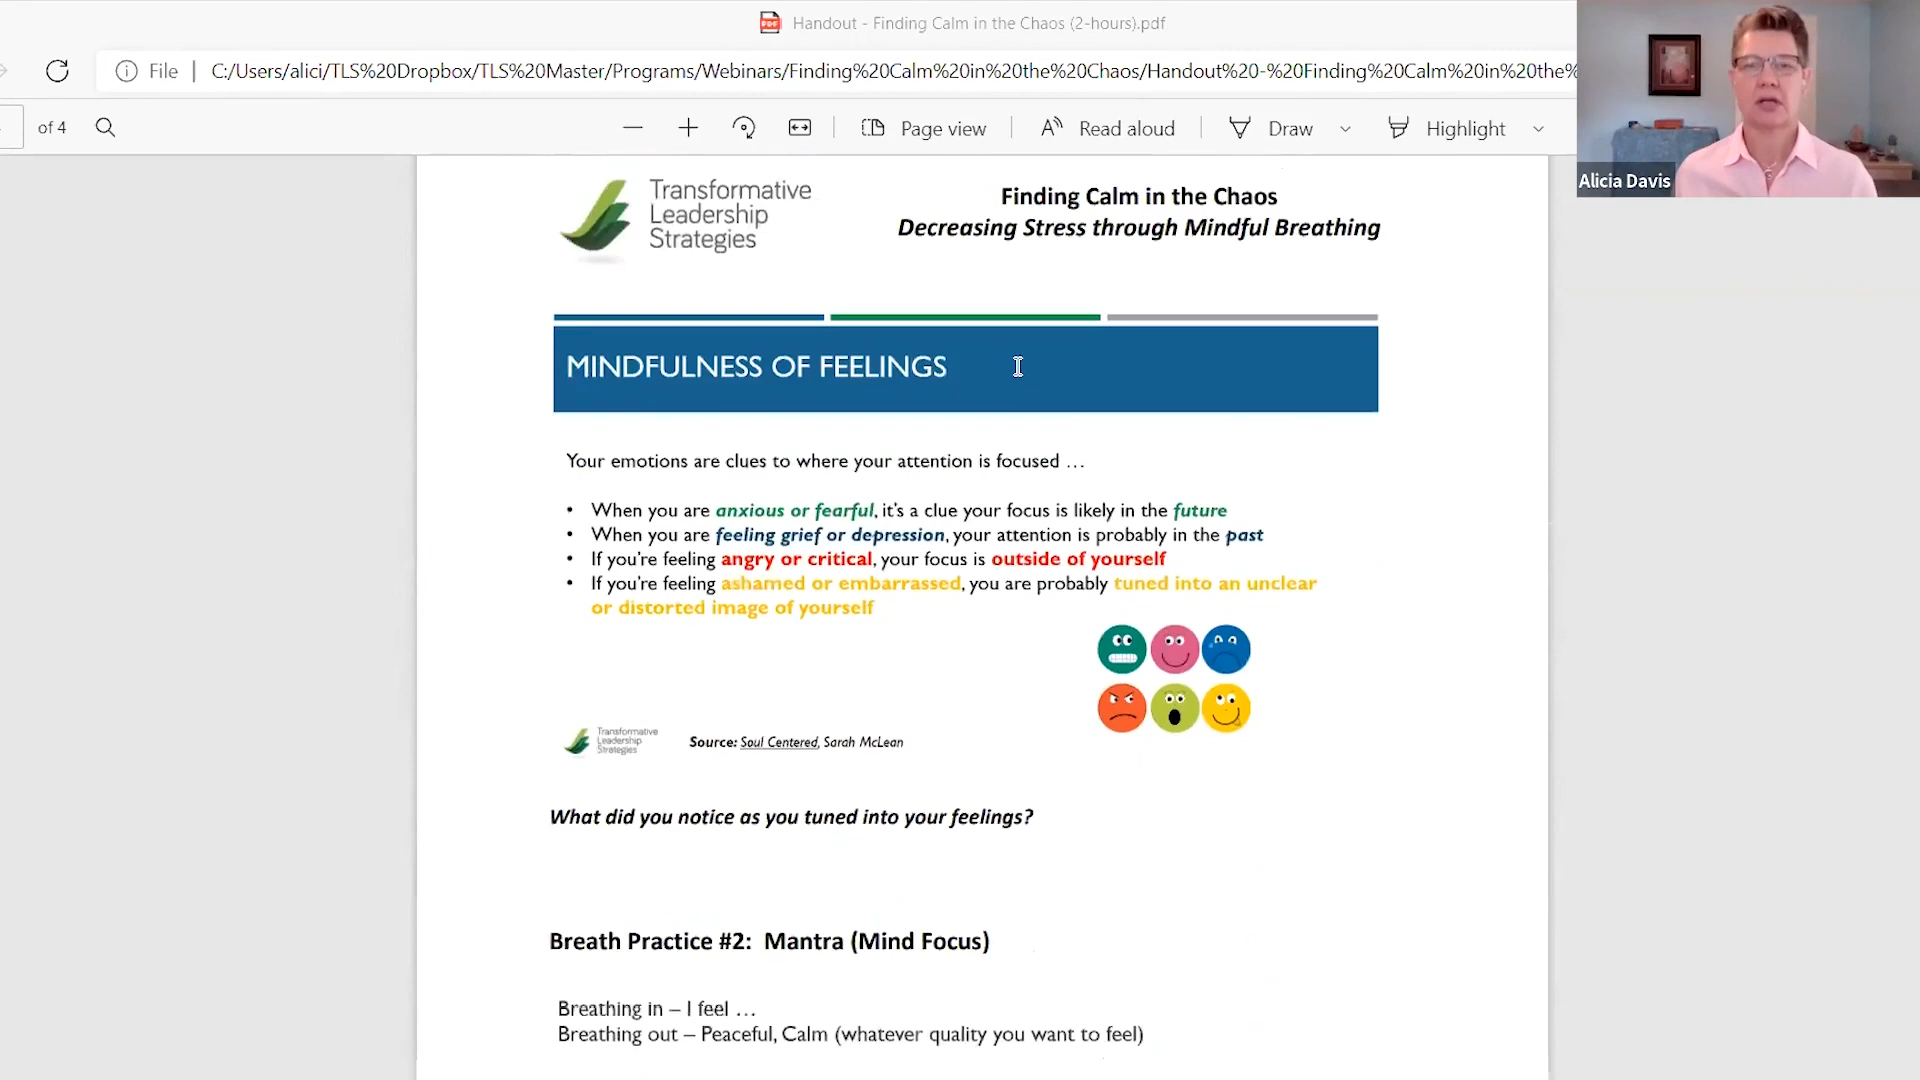 Handout - Finding Calm in the Chaos (2-hours).pdf
File | C:/Users/alici/TLS%20Dropbox/TLS%20Master/Programs/Webinars/Finding%20Calm%20in%20the%20Chaos/Handout%20-%20Finding%20Calm%20in%20the%
of 4
Page view
Read aloud
Draw
Highlight
Alicia Davis
Transformative
Leadership
Strategies
Finding Calm in the Chaos
Decreasing Stress through Mindful Breathing
MINDFULNESS OF FEELINGS
Your emotions are clues to where your attention is focused …
• When you are anxious or fearful, it's a clue your focus is likely in the future
• When you are feeling grief or depression, your attention is probably in the past
• If you're feeling angry or critical, your focus is outside of yourself
• If you're feeling ashamed or embarrassed, you are probably tuned into an unclear
or distorted image of yourself
Transformative
Leadership
Strategies
Source: Soul Centered, Sarah McLean
What did you notice as you tuned into your feelings?
Breath Practice #2: Mantra (Mind Focus)
Breathing in – I feel …
Breathing out – Peaceful, Calm (whatever quality you want to feel)